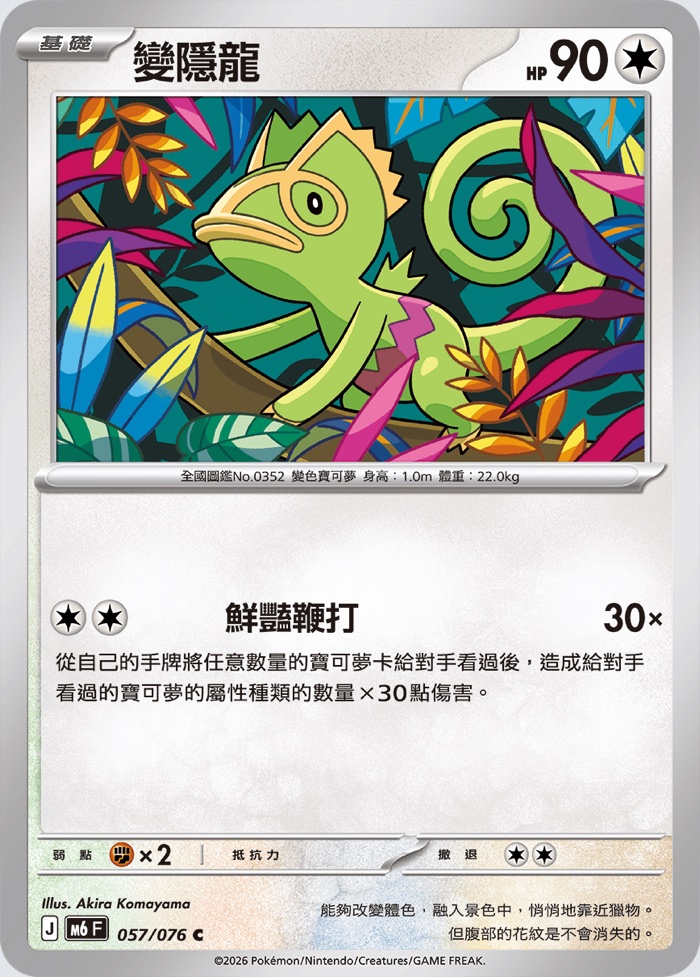 基礎
變隱龍
HP 90
全國圖鑑No.0352 變色寶可夢 身高：1.0m 體重：22.0kg
鮮豔鞭打 30×
從自己的手牌將任意數量的寶可夢卡給對手看過後，造成給對手
看過的寶可夢的屬性種類的數量×30點傷害。
弱點 ×2 抵抗力 撤退
Illus. Akira Komayama
能夠改變體色，融入景色中，悄悄地靠近獵物。
但腹部的花紋是不會消失的。
J M6 F 057/076 C
©2026 Pokémon/Nintendo/Creatures/GAME FREAK.